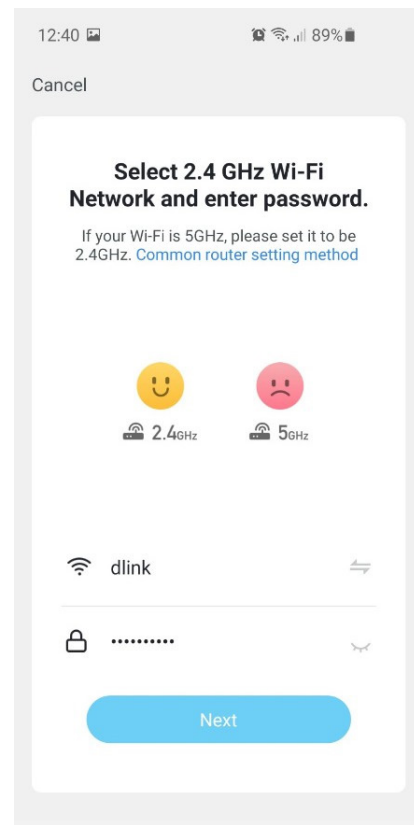 12:40 89%
Cancel
Select 2.4 GHz Wi-Fi
Network and enter password.
If your Wi-Fi is 5GHz, please set it to be
2.4GHz. Common router setting method
2.4GHz 5GHz
dlink
••••••••••
Next